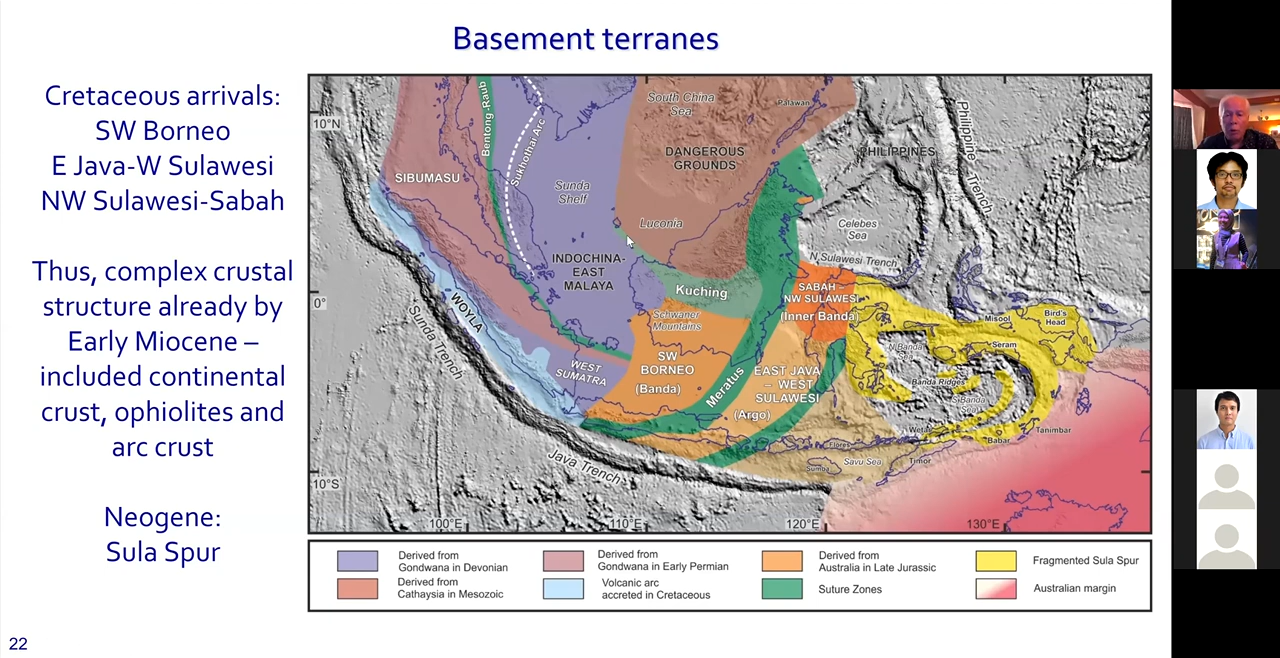 Basement terranes
Cretaceous arrivals:
SW Borneo
E Java-W Sulawesi
NW Sulawesi-Sabah
Thus, complex crustal
structure already by
Early Miocene –
included continental
crust, ophiolites and
arc crust
Neogene:
Sula Spur
22
10°N
0°
10°S
100°E
110°E
120°E
130°E
SIBUMASU
Bentong-Raub
Sukhothai Arc
Sunda
Shelf
INDOCHINA-
EAST
MALAYA
South China
Sea
Palawan
DANGEROUS
GROUNDS
Luconia
PHILIPPINES
Philippine Trench
Celebes
Sea
N Sulawesi Trench
Kuching
Schwaner
Mountains
SABAH –
NW SULAWESI
(Inner Banda)
WOYLA
Sunda Trench
WEST
SUMATRA
SW
BORNEO
(Banda)
Meratus
EAST JAVA
– WEST
SULAWESI
(Argo)
Java Trench
N Banda
Sea
Misool
Bird's
Head
Seram
Banda Ridges
S Banda
Sea
Tanimbar
Babar
Wetar
Flores
Timor
Savu Sea
Sumba
Derived from
Gondwana in Devonian
Derived from
Gondwana in Early Permian
Derived from
Australia in Late Jurassic
Fragmented Sula Spur
Derived from
Cathaysia in Mesozoic
Volcanic arc
accreted in Cretaceous
Suture Zones
Australian margin